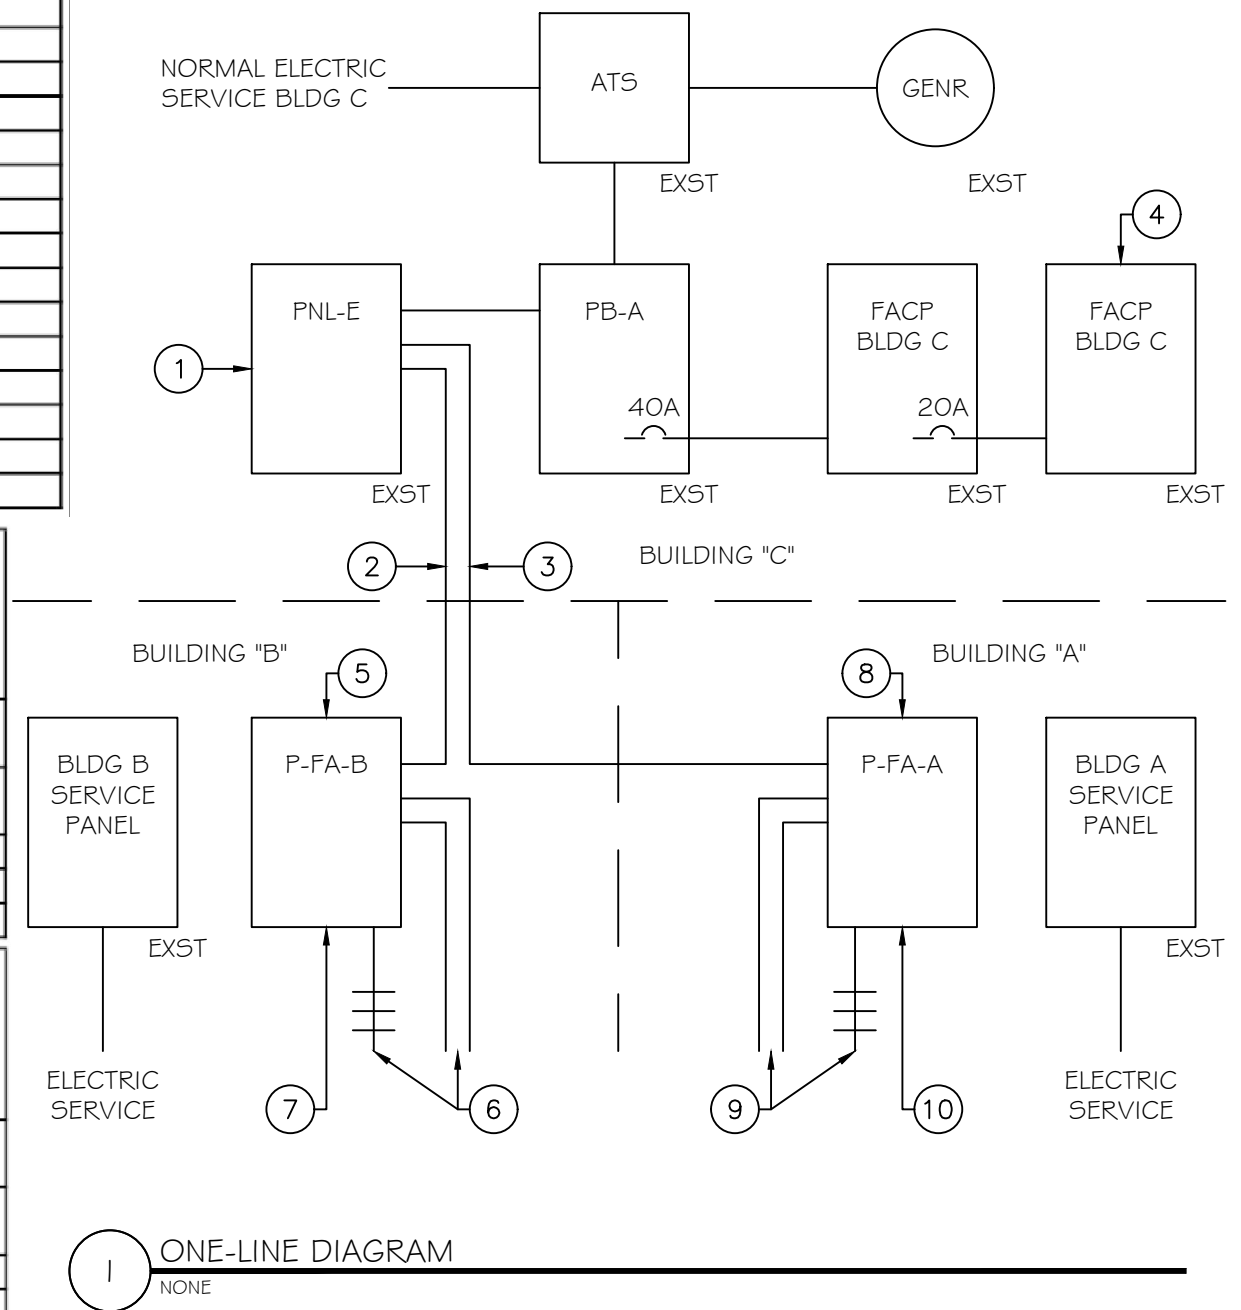 NORMAL ELECTRIC
SERVICE BLDG C
ATS
GENR
EXST
EXST
4
PNL-E
PB-A
FACP
BLDG C
FACP
BLDG C
1
40A
20A
EXST
EXST
EXST
EXST
2
3
BUILDING "C"
BUILDING "B"
BUILDING "A"
5
8
BLDG B
SERVICE
PANEL
P-FA-B
P-FA-A
BLDG A
SERVICE
PANEL
EXST
EXST
ELECTRIC
SERVICE
7
6
9
10
ELECTRIC
SERVICE
1
ONE-LINE DIAGRAM
NONE